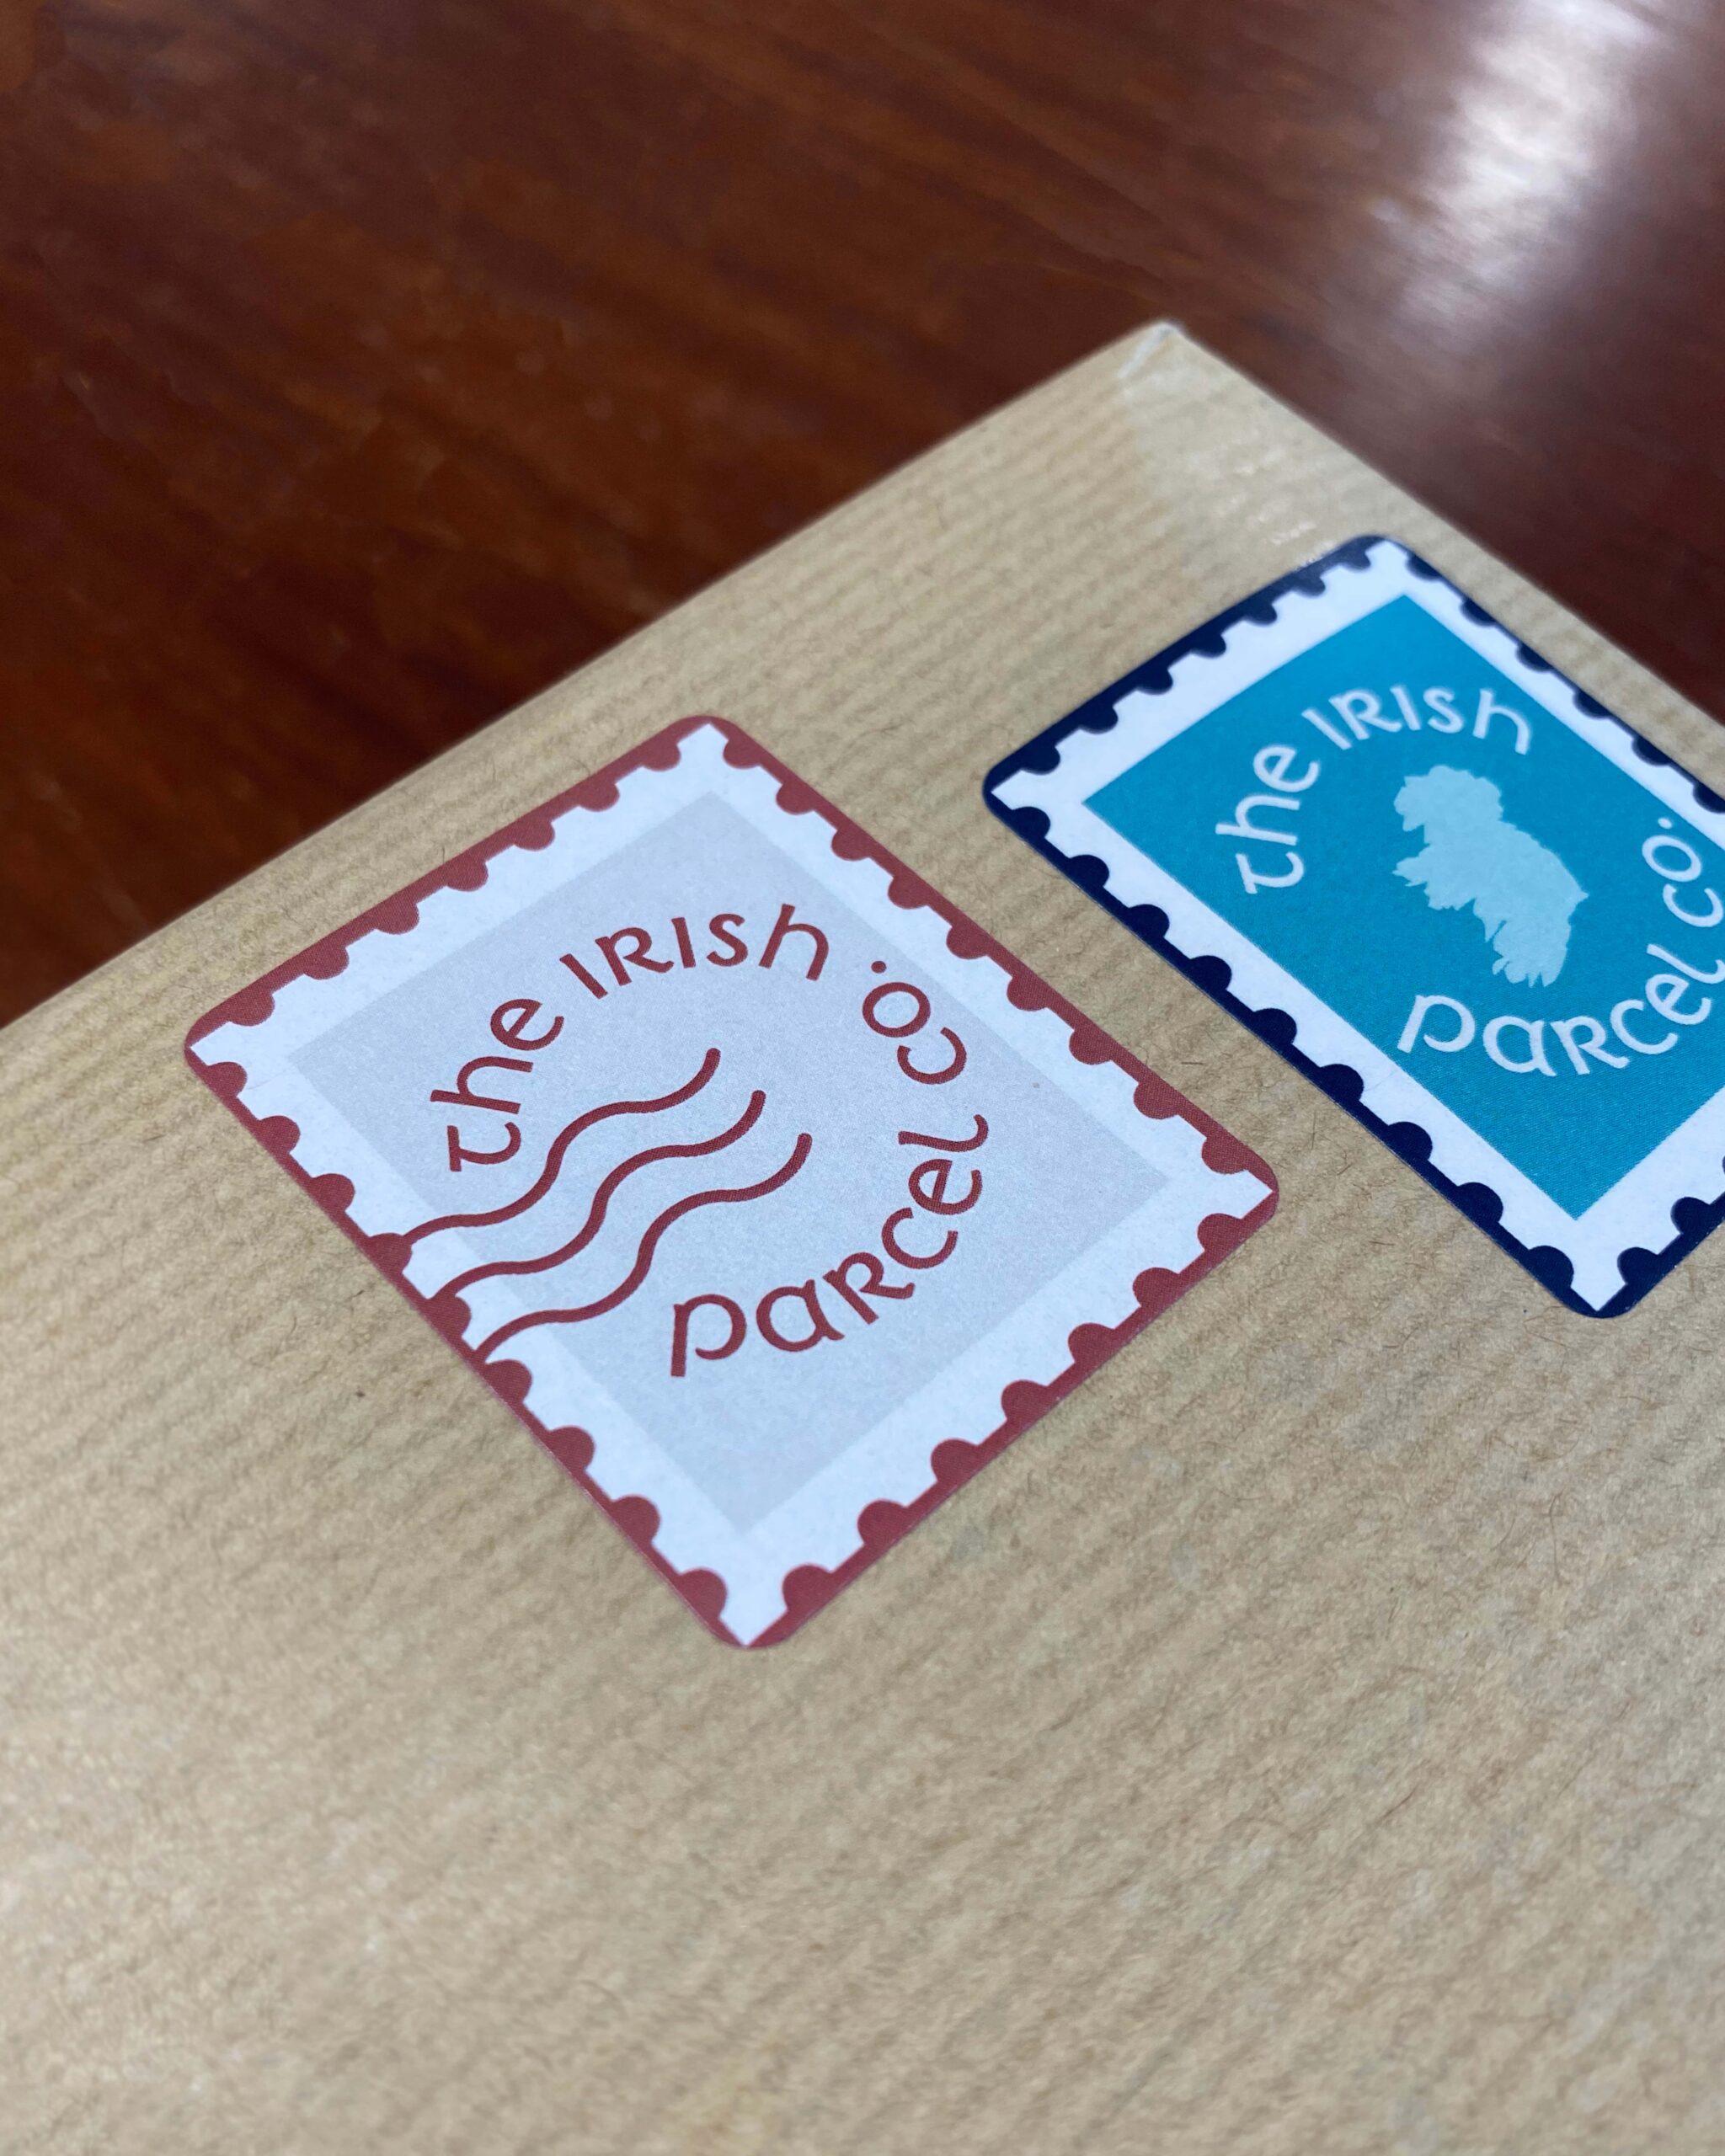 the IRISh
parcel co.
the IRISh
parcel co.